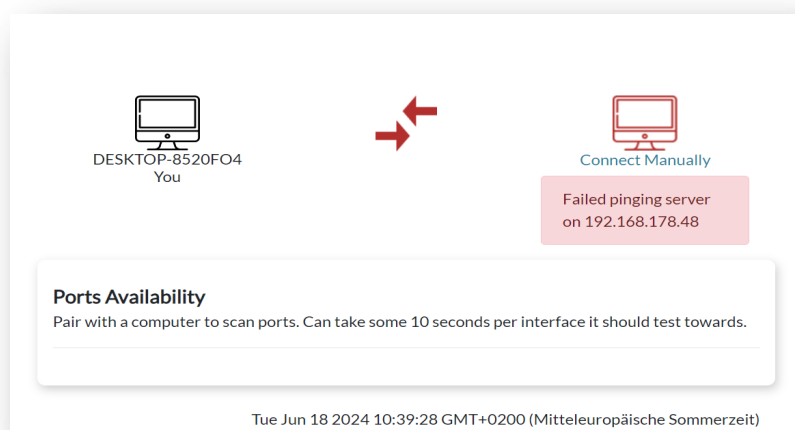 DESKTOP-8520FO4
You
Connect Manually
Failed pinging server
on 192.168.178.48
Ports Availability
Pair with a computer to scan ports. Can take some 10 seconds per interface it should test towards.
Tue Jun 18 2024 10:39:28 GMT+0200 (Mitteleuropäische Sommerzeit)